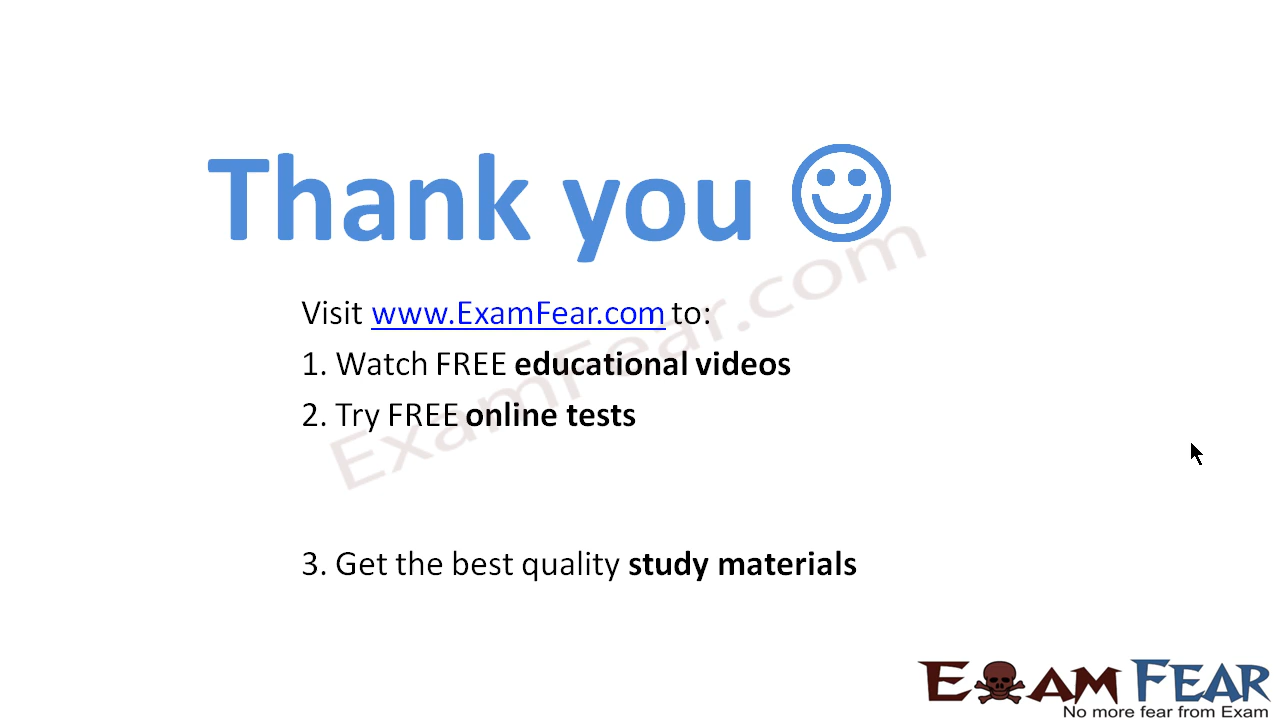 Thank you
Visit www.ExamFear.com to:
1. Watch FREE educational videos
2. Try FREE online tests
3. Get the best quality study materials
ExamFear.com
EXAM FEAR
No more fear from Exam